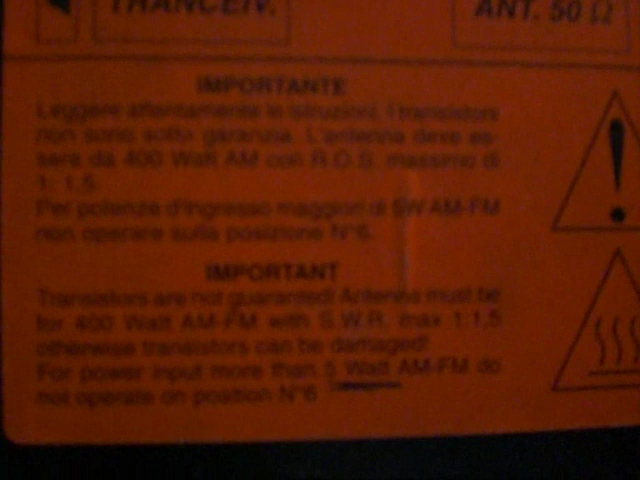 TRANCEIV.
ANT. 50 Ω
IMPORTANTE
Leggere attentamente le istruzioni, I transistors
non sono sotto garanzia. L'antenna deve es-
sere da 400 Watt AM con R.O.S. massimo di
1: 1,5.
Per potenze d'ingresso maggiori di 5W AM-FM
non operare sulla posizione N°6.
IMPORTANT
Transistors are not guaranted! Antenna must be
for 400 Watt AM-FM with S.W.R. max 1:1,5
otherwise transistors can be damaged!
For power input more than 5 Watt AM-FM do
not operate on position N°6